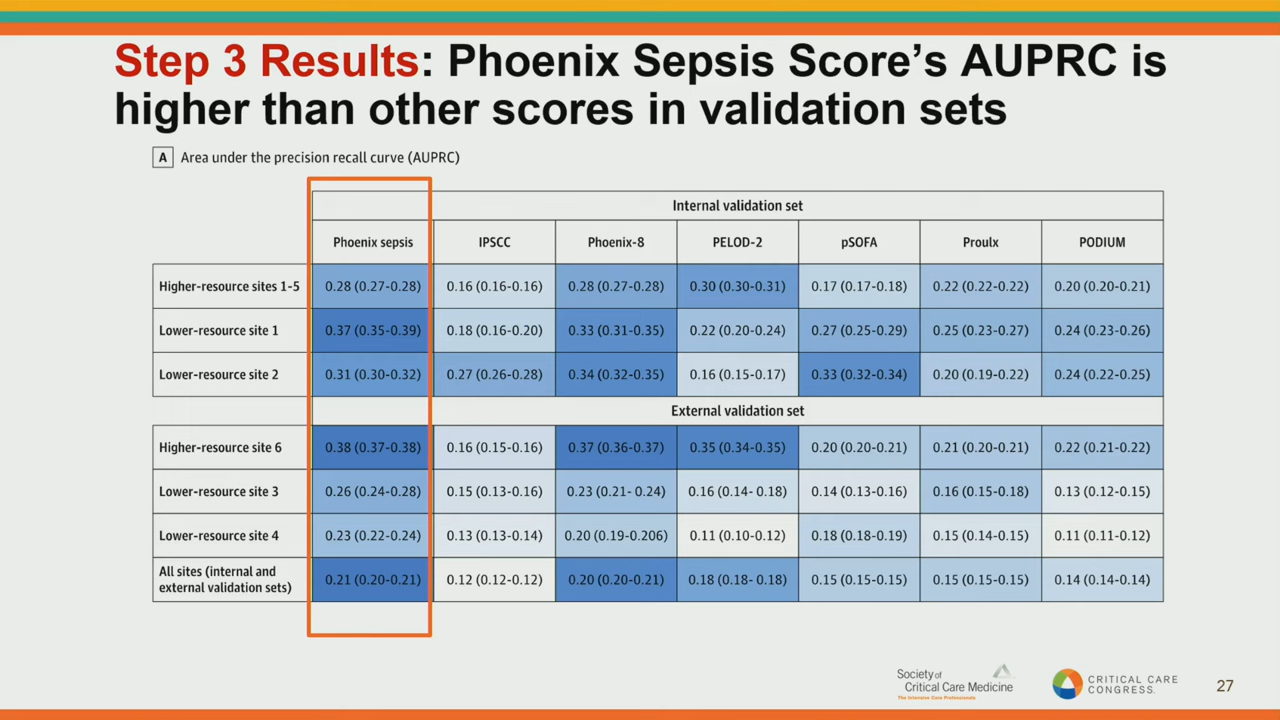 Step 3 Results: Phoenix Sepsis Score’s AUPRC is
higher than other scores in validation sets
A Area under the precision recall curve (AUPRC)
Internal validation set
Phoenix sepsis IPSCC Phoenix-8 PELOD-2 pSOFA Proulx PODIUM
Higher-resource sites 1-5 0.28 (0.27-0.28) 0.16 (0.16-0.16) 0.28 (0.27-0.28) 0.30 (0.30-0.31) 0.17 (0.17-0.18) 0.22 (0.22-0.22) 0.20 (0.20-0.21)
Lower-resource site 1 0.37 (0.35-0.39) 0.18 (0.16-0.20) 0.33 (0.31-0.35) 0.22 (0.20-0.24) 0.27 (0.25-0.29) 0.25 (0.23-0.27) 0.24 (0.23-0.26)
Lower-resource site 2 0.31 (0.30-0.32) 0.27 (0.26-0.28) 0.34 (0.32-0.35) 0.16 (0.15-0.17) 0.33 (0.32-0.34) 0.20 (0.19-0.22) 0.24 (0.22-0.25)
External validation set
Higher-resource site 6 0.38 (0.37-0.38) 0.16 (0.15-0.16) 0.37 (0.36-0.37) 0.35 (0.34-0.35) 0.20 (0.20-0.21) 0.21 (0.20-0.21) 0.22 (0.21-0.22)
Lower-resource site 3 0.26 (0.24-0.28) 0.15 (0.13-0.16) 0.23 (0.21- 0.24) 0.16 (0.14- 0.18) 0.14 (0.13-0.16) 0.16 (0.15-0.18) 0.13 (0.12-0.15)
Lower-resource site 4 0.23 (0.22-0.24) 0.13 (0.13-0.14) 0.20 (0.19-0.206) 0.11 (0.10-0.12) 0.18 (0.18-0.19) 0.15 (0.14-0.15) 0.11 (0.11-0.12)
All sites (internal and
external validation sets) 0.21 (0.20-0.21) 0.12 (0.12-0.12) 0.20 (0.20-0.21) 0.18 (0.18- 0.18) 0.15 (0.15-0.15) 0.15 (0.15-0.15) 0.14 (0.14-0.14)
Society of
Critical Care Medicine
The Intensive Care Professionals
CRITICAL CARE
CONGRESS
27